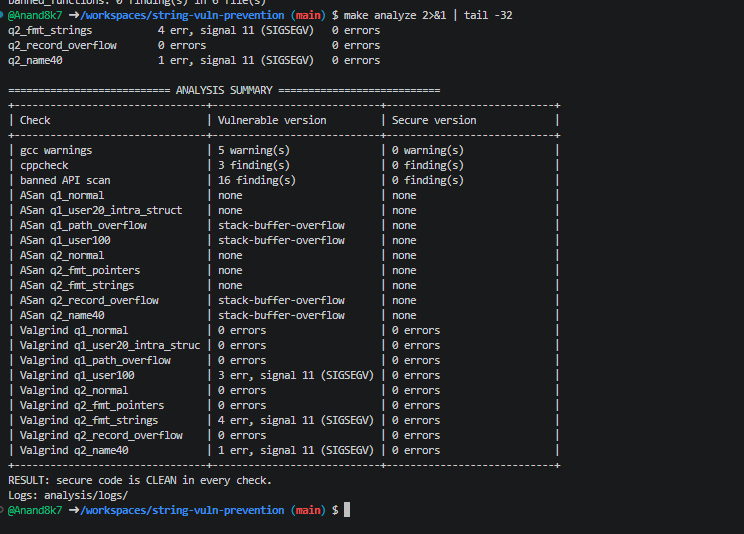 banned_functions: 0 finding(s) in 6 file(s)
@Anand8k7 ➜/workspaces/string-vuln-prevention (main) $ make analyze 2>&1 | tail -32
q2_fmt_strings          4 err, signal 11 (SIGSEGV)   0 errors
q2_record_overflow      0 errors                     0 errors
q2_name40               1 err, signal 11 (SIGSEGV)   0 errors
=========================== ANALYSIS SUMMARY ===========================
+------------------------------+----------------------------+----------------------------+
| Check                        | Vulnerable version         | Secure version             |
+------------------------------+----------------------------+----------------------------+
| gcc warnings                 | 5 warning(s)               | 0 warning(s)               |
| cppcheck                     | 3 finding(s)               | 0 finding(s)               |
| banned API scan              | 16 finding(s)              | 0 finding(s)               |
| ASan q1_normal               | none                       | none                       |
| ASan q1_user20_intra_struct  | none                       | none                       |
| ASan q1_path_overflow        | stack-buffer-overflow      | none                       |
| ASan q1_user100              | stack-buffer-overflow      | none                       |
| ASan q2_normal               | none                       | none                       |
| ASan q2_fmt_pointers         | none                       | none                       |
| ASan q2_fmt_strings          | none                       | none                       |
| ASan q2_record_overflow      | stack-buffer-overflow      | none                       |
| ASan q2_name40               | stack-buffer-overflow      | none                       |
| Valgrind q1_normal           | 0 errors                   | 0 errors                   |
| Valgrind q1_user20_intra_struc | 0 errors                   | 0 errors                   |
| Valgrind q1_path_overflow    | 0 errors                   | 0 errors                   |
| Valgrind q1_user100          | 3 err, signal 11 (SIGSEGV) | 0 errors                   |
| Valgrind q2_normal           | 0 errors                   | 0 errors                   |
| Valgrind q2_fmt_pointers     | 0 errors                   | 0 errors                   |
| Valgrind q2_fmt_strings      | 4 err, signal 11 (SIGSEGV) | 0 errors                   |
| Valgrind q2_record_overflow  | 0 errors                   | 0 errors                   |
| Valgrind q2_name40           | 1 err, signal 11 (SIGSEGV) | 0 errors                   |
+------------------------------+----------------------------+----------------------------+
RESULT: secure code is CLEAN in every check.
Logs: analysis/logs/
@Anand8k7 ➜/workspaces/string-vuln-prevention (main) $